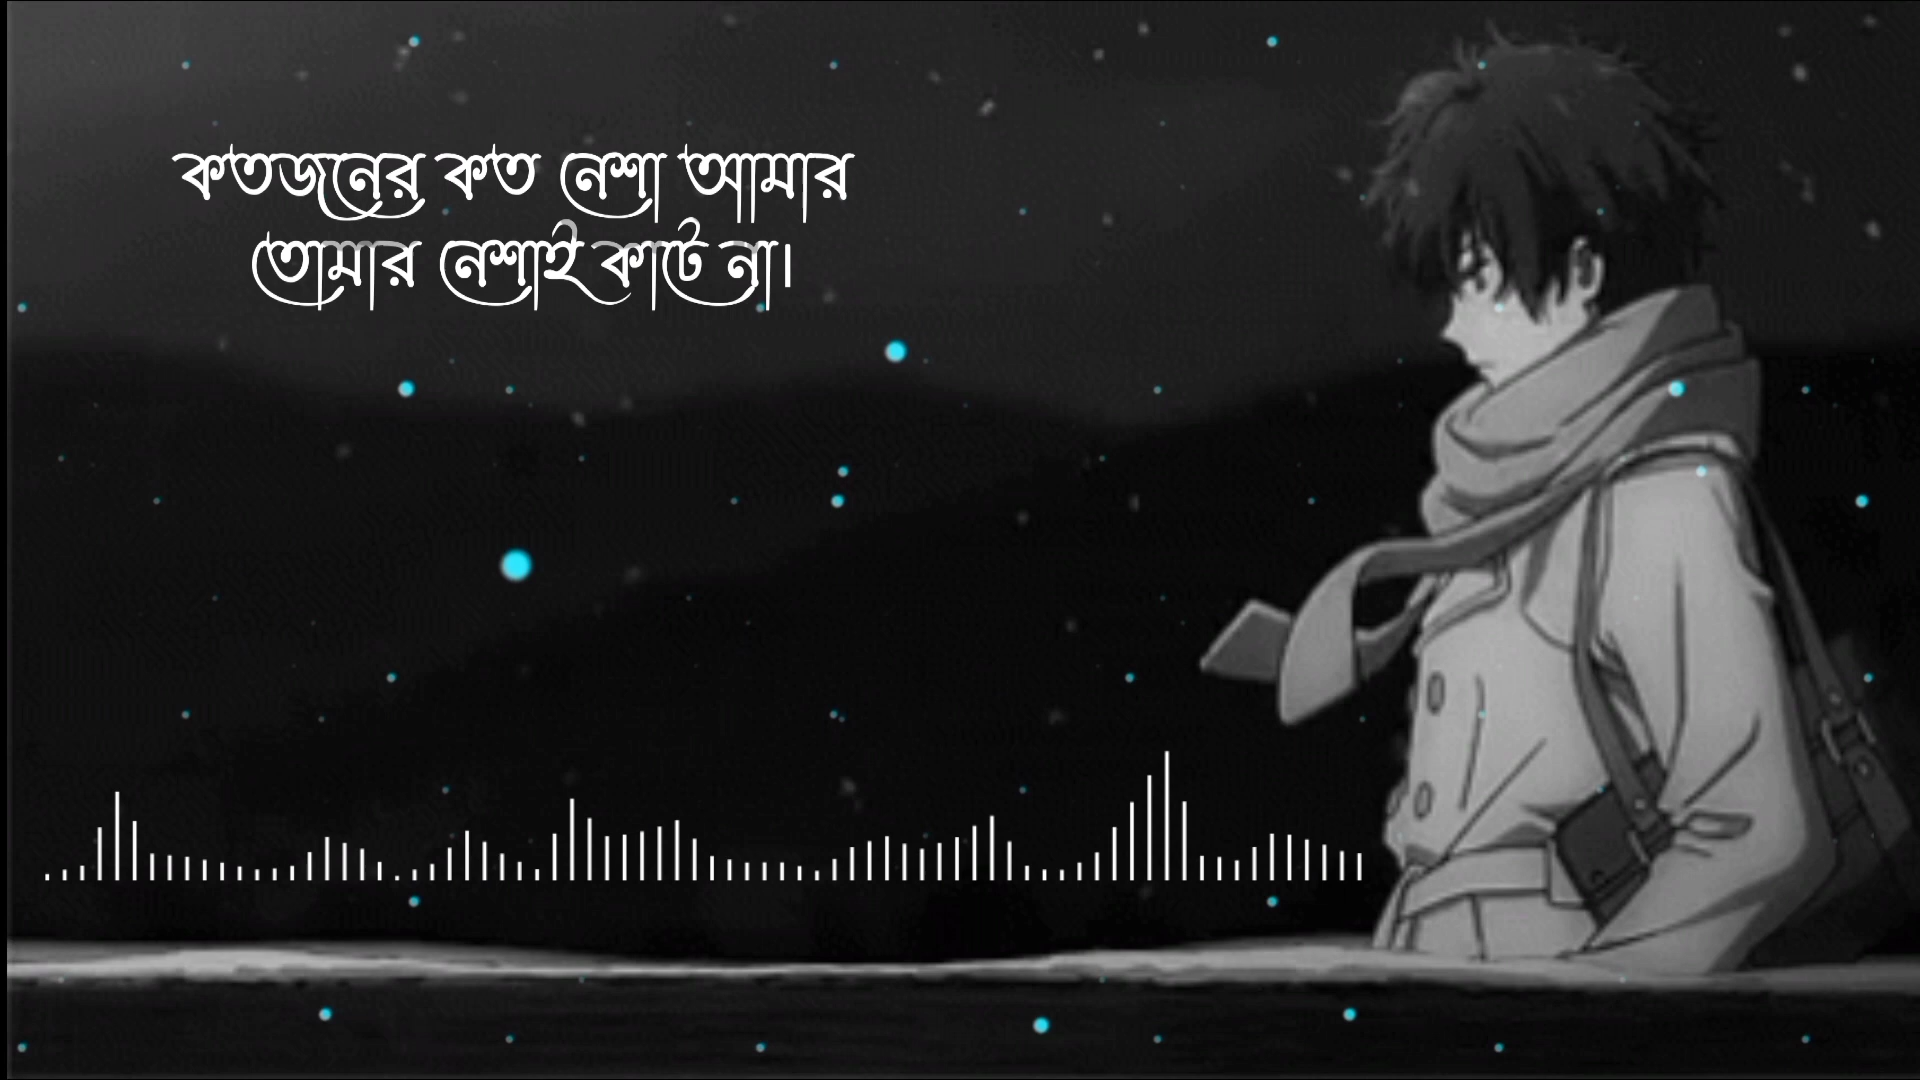 কতজনের কত নেশা আমার
তোমার নেশাই কাটে না।